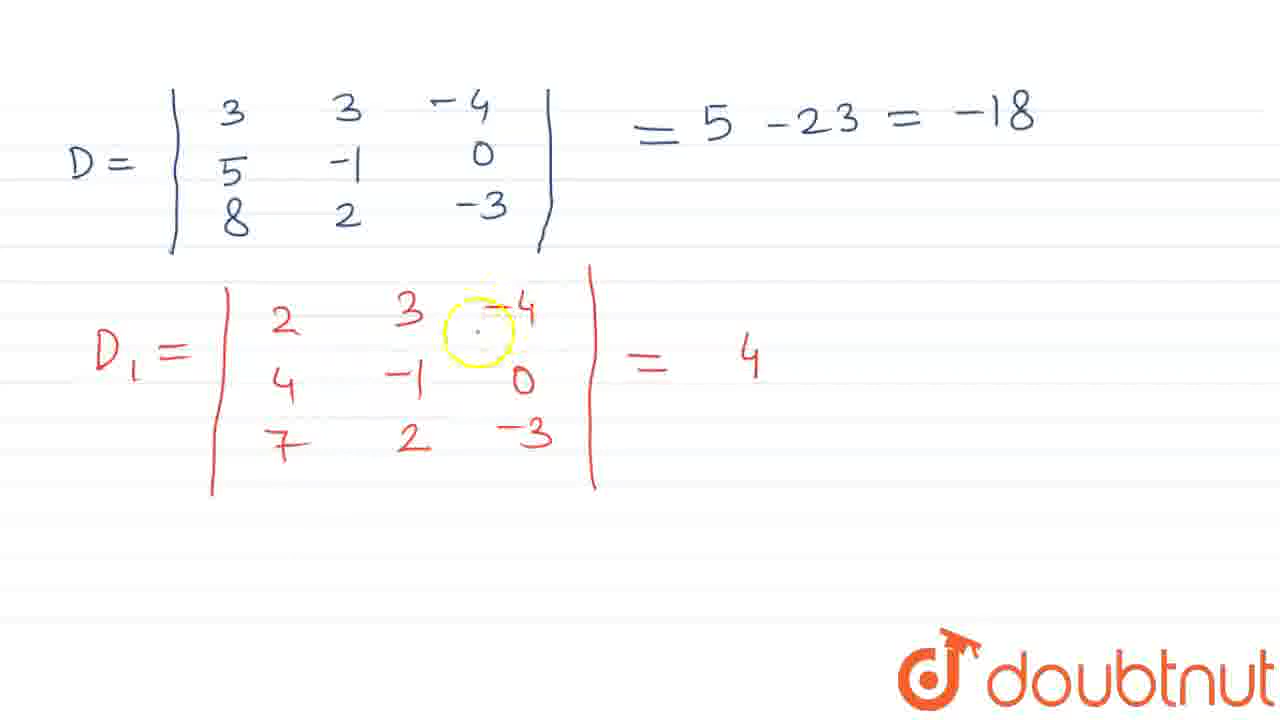 3 3 -4
D = 5 -1 0 = 5 - 23 = -18
8 2 -3
2 3 -4
D1 = 4 -1 0 = 4
7 2 -3
doubtnut